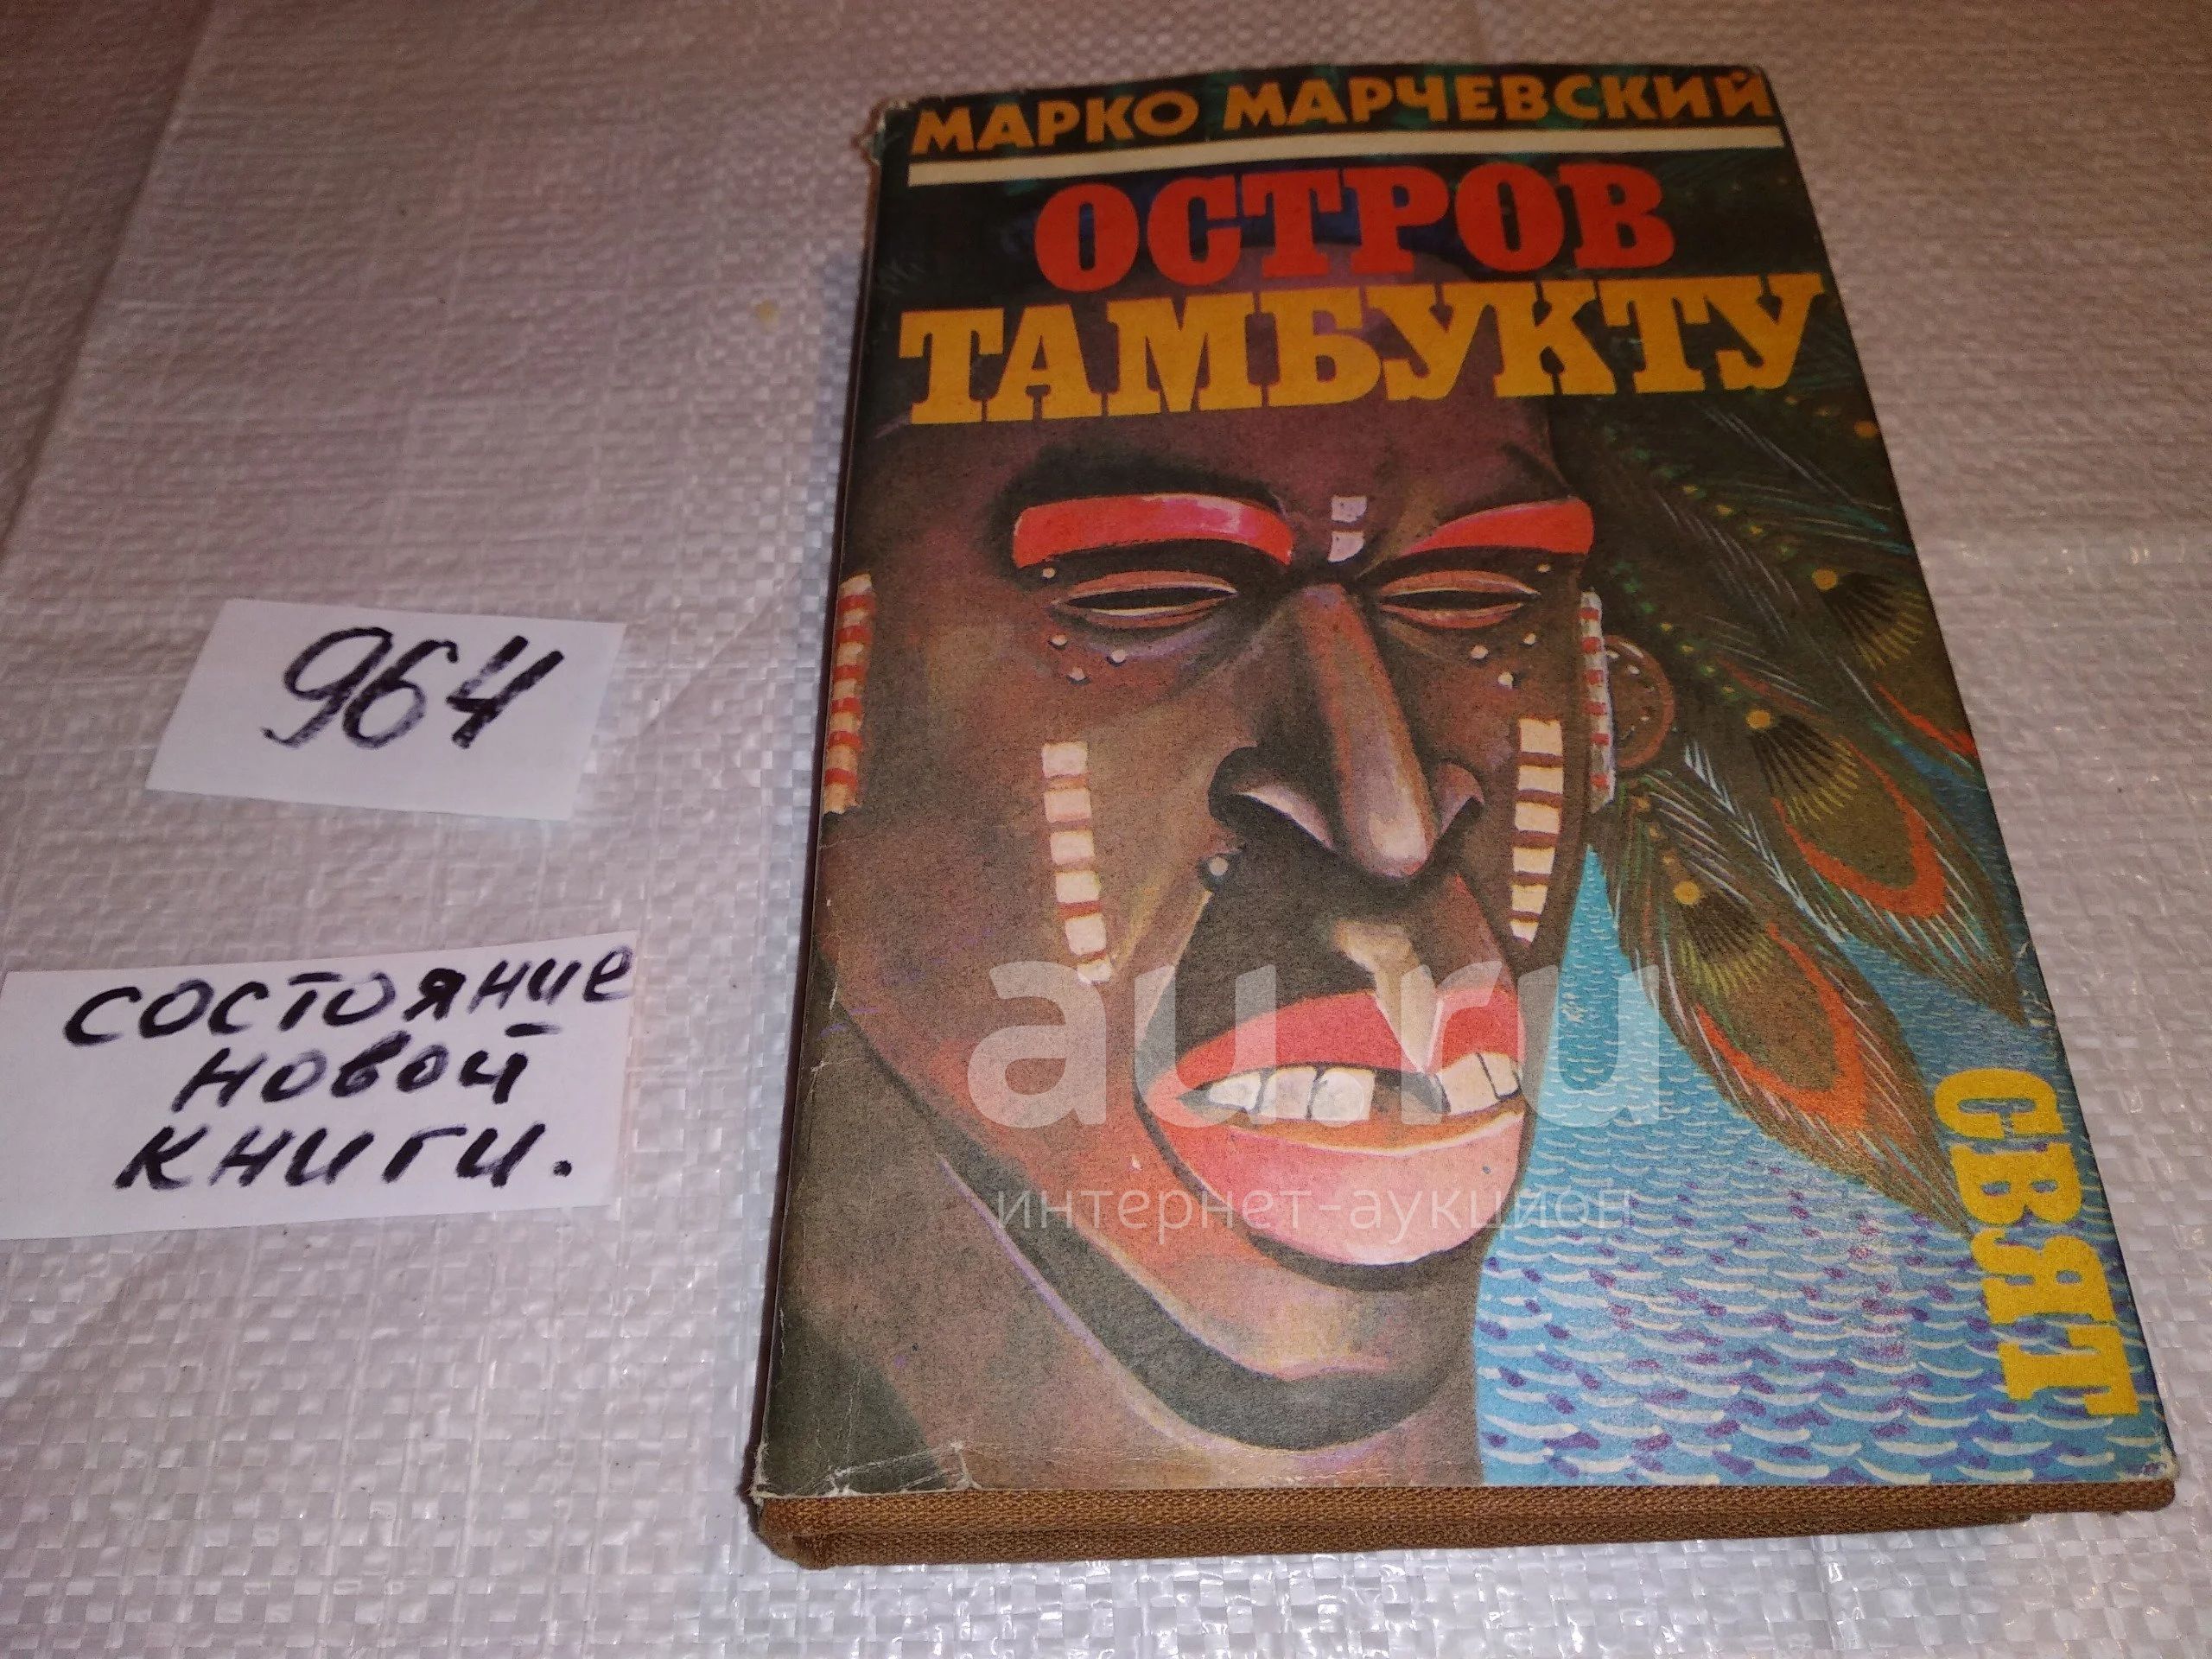 МАРКО МАРЧЕВСКИЙ
ОСТРОВ
ТАМБУКТУ
964
состояние
новой
книги.
au.ru
интернет-аукцион
СВЯТ